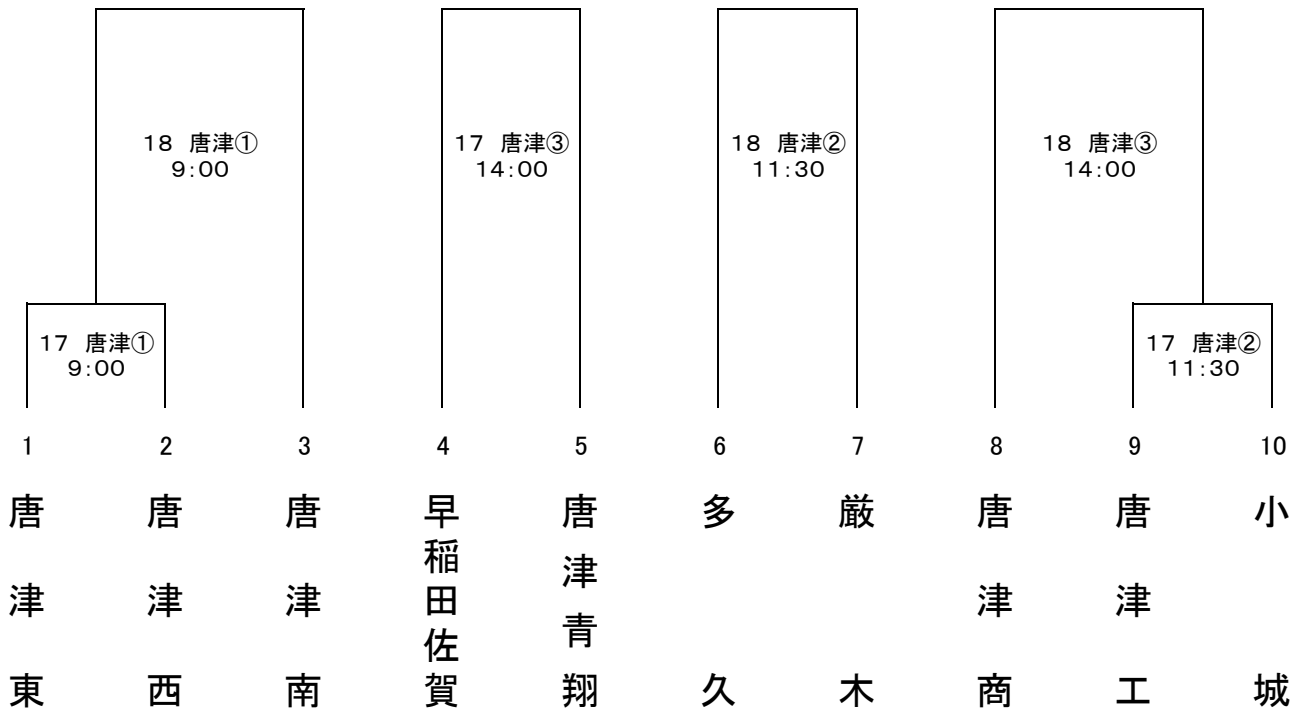 18 唐津①
9:00
17 唐津③
14:00
18 唐津②
11:30
18 唐津③
14:00
17 唐津①
9:00
17 唐津②
11:30
1
2
3
4
5
6
7
8
9
10
唐津東
唐津西
唐津南
早稲田佐賀
唐津青翔
多久
厳木
唐津商
唐津工
小城